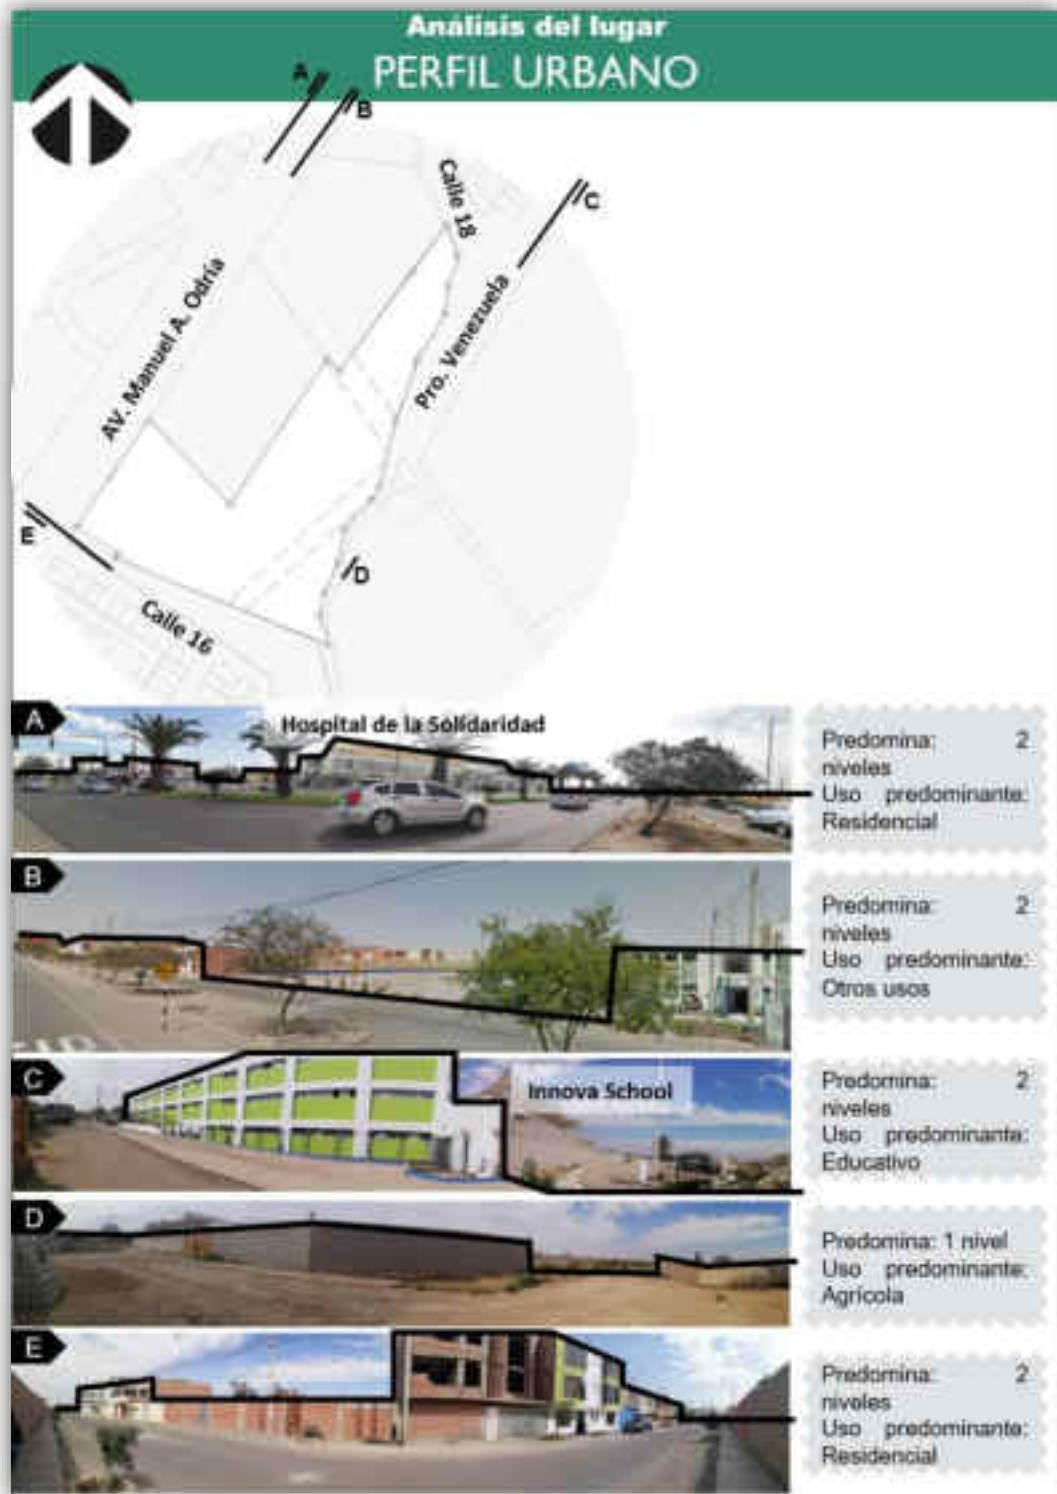 Análisis del lugar
PERFIL URBANO
A
B
C
Calle 18
AV. Manuel A. Odría
Pro. Venezuela
E
D
Calle 16
A
Hospital de la Solidaridad
Predomina: 2
niveles
Uso predominante:
Residencial
B
Predomina: 2
niveles
Uso predominante:
Otros usos
C
Innova School
Predomina: 2
niveles
Uso predominante:
Educativo
D
Predomina: 1 nivel
Uso predominante:
Agrícola
E
Predomina: 2
niveles
Uso predominante:
Residencial